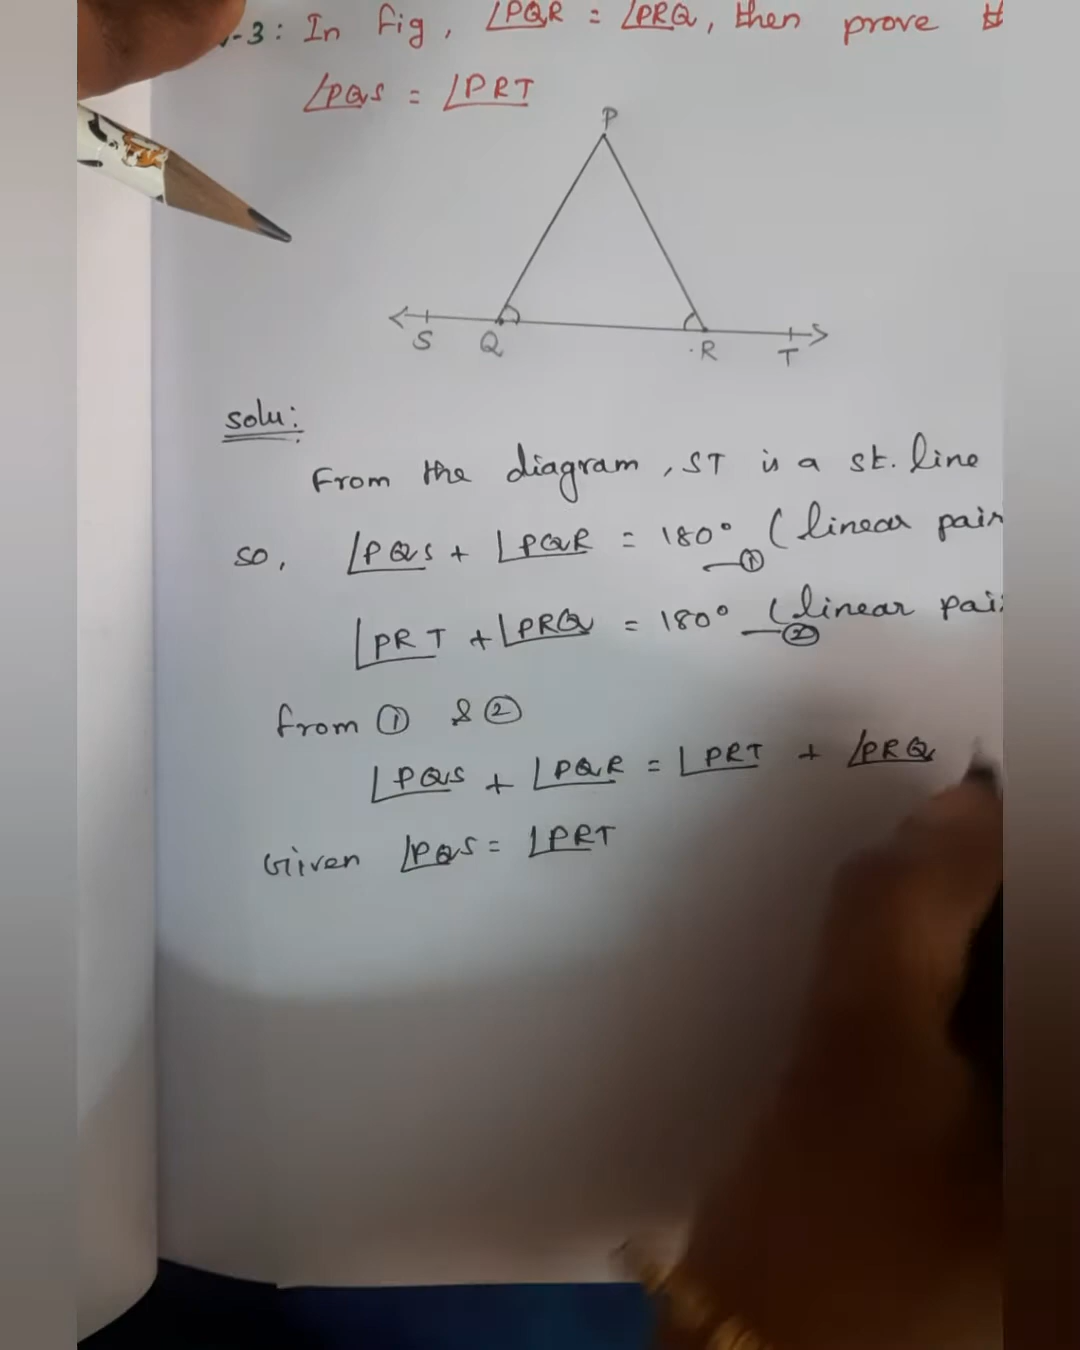 -3: In fig, ∠PQR = ∠PRQ, then prove
∠PQS = ∠PRT
P
S Q R T
Solu:
From the diagram, ST is a st. line
so, ∠PQS + ∠PQR = 180° (linear pair
①
∠PRT + ∠PRQ = 180° (linear pair
②
from ① & ②
∠PQS + ∠PQR = ∠PRT + ∠PRQ
Given ∠PQS = ∠PRT